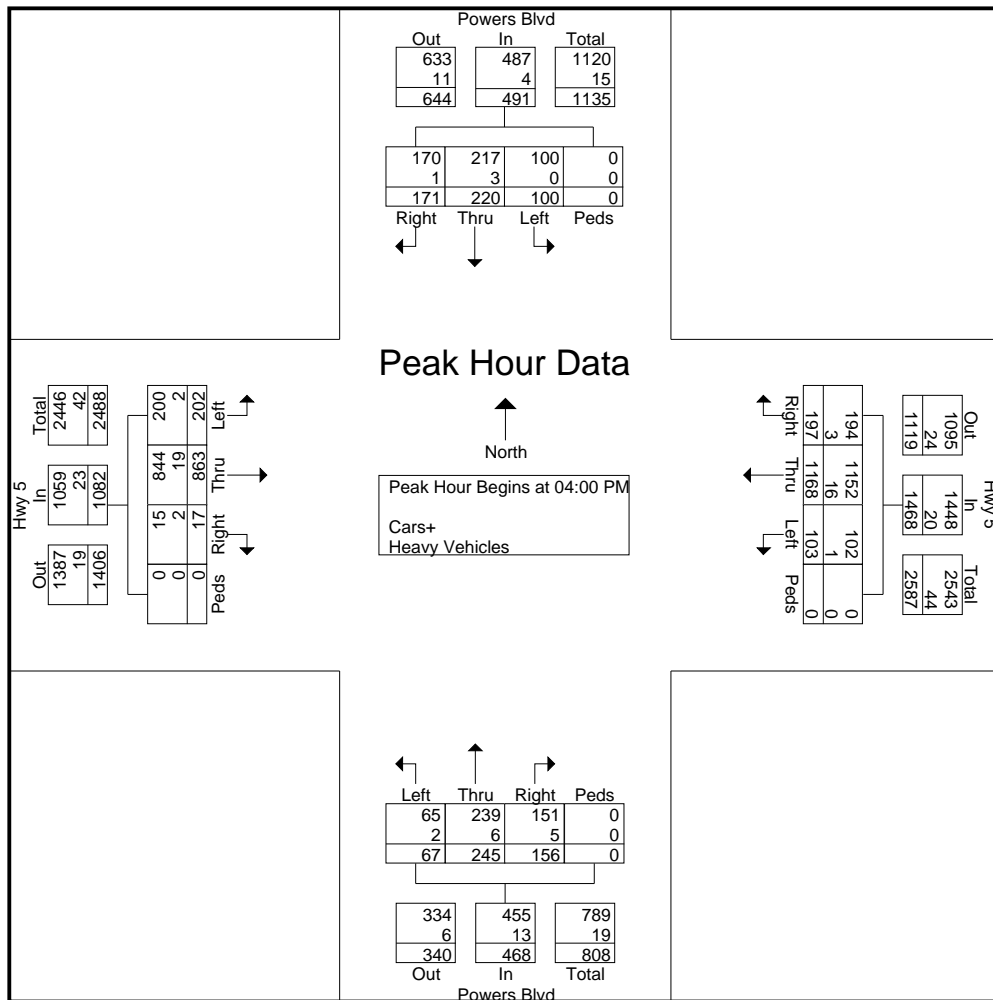 Powers Blvd
Out In Total
633 487 1120
11 4 15
644 491 1135
170 217 100 0
1 3 0 0
171 220 100 0
Right Thru Left Peds
Peak Hour Data
North
Peak Hour Begins at 04:00 PM
Cars+
Heavy Vehicles
Hwy 5
Total In Out
2446 1059 1387
42 23 19
2488 1082 1406
200 844 15 0
2 19 2 0
202 863 17 0
Left Thru Right Peds
Hwy 5
Out In Total
1095 1448 2543
24 20 44
1119 1468 2587
194 1152 102 0
3 16 1 0
197 1168 103 0
Right Thru Left Peds
Left Thru Right Peds
65 239 151 0
2 6 5 0
67 245 156 0
334 455 789
6 13 19
340 468 808
Out In Total
Powers Blvd